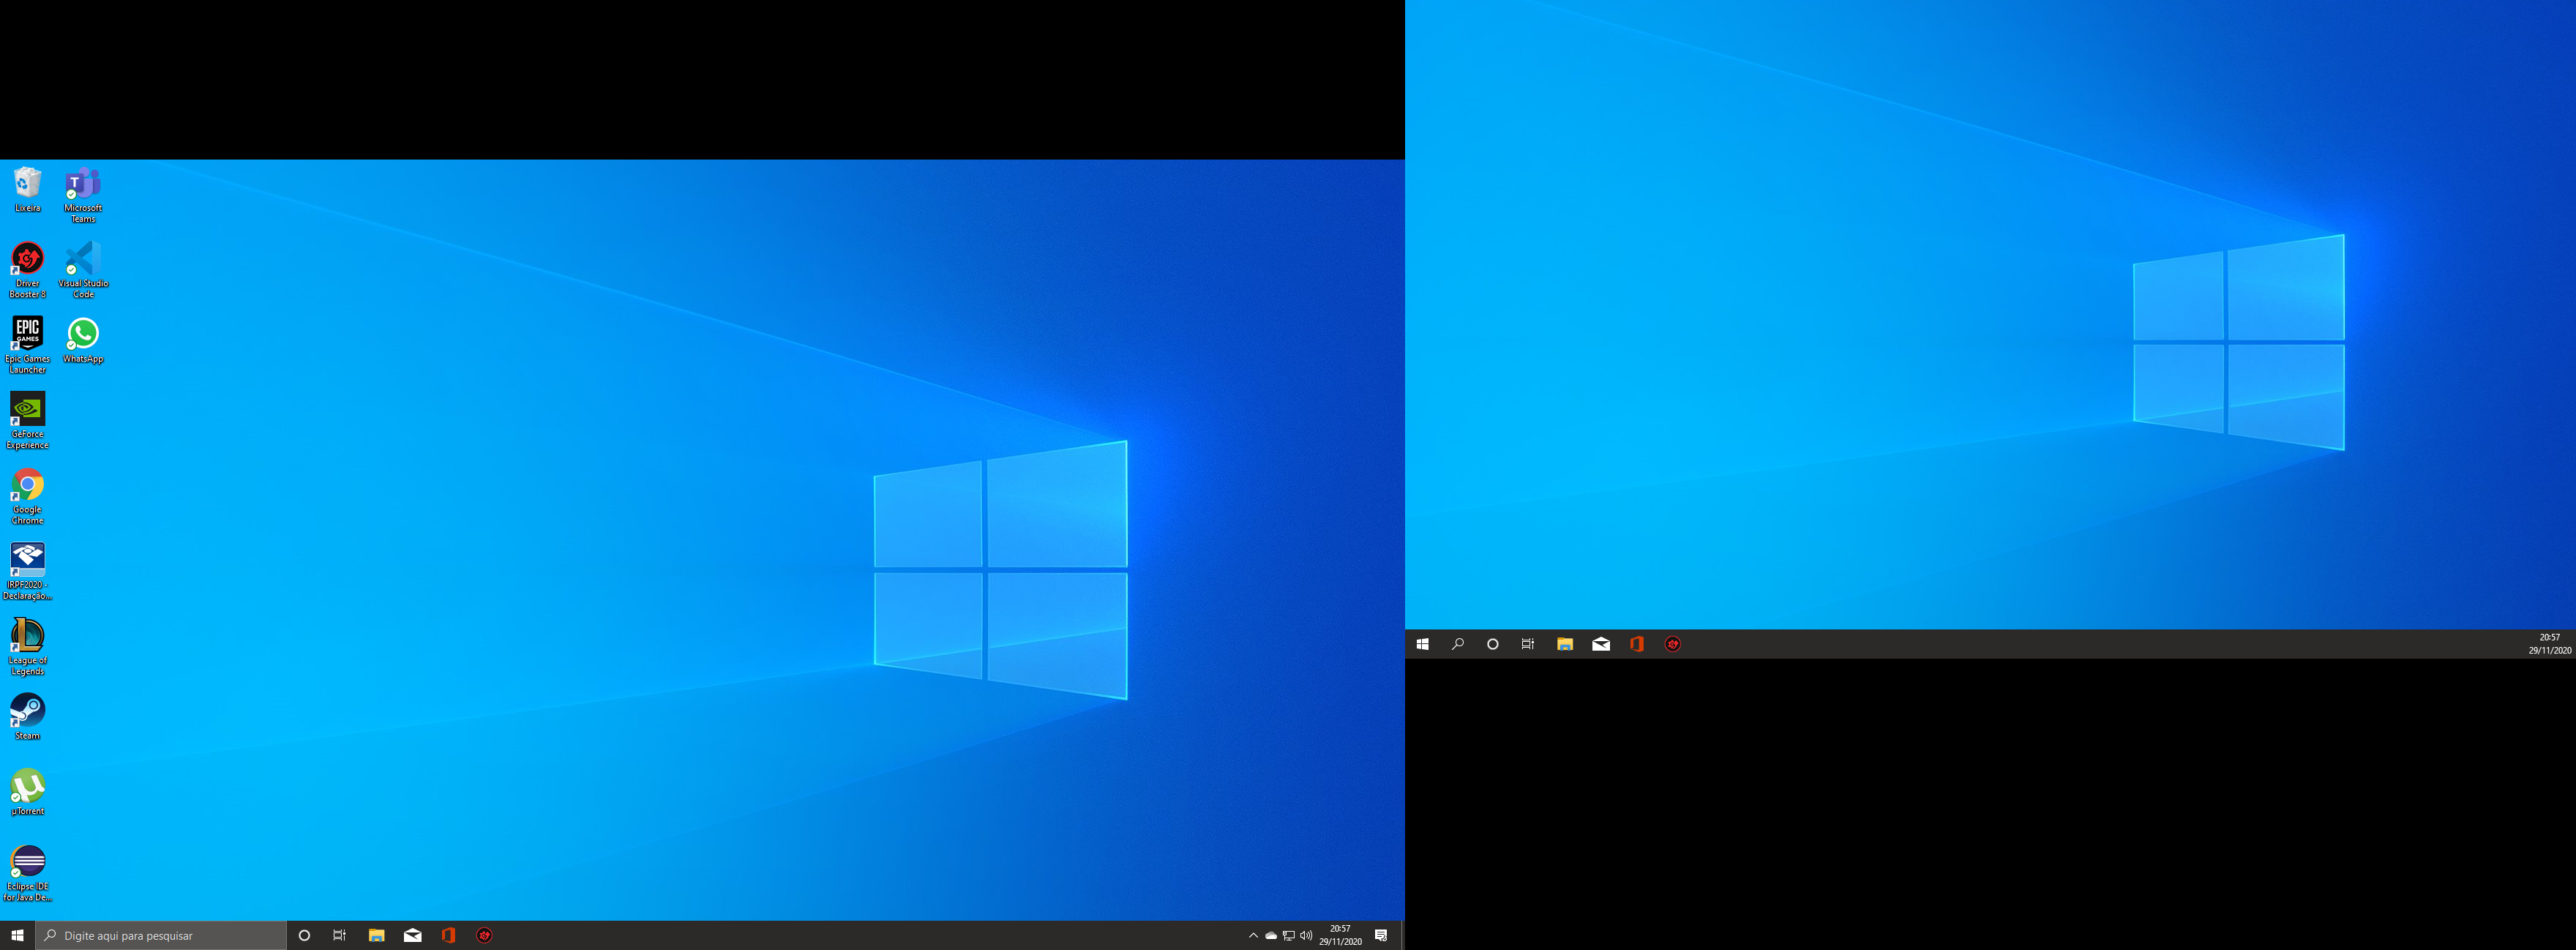 Lixeira
Microsoft
Teams
Driver
Booster 8
Visual Studio
Code
EPIC
GAMES
Epic Games
Launcher
WhatsApp
GeForce
Experience
Google
Chrome
IRPF2020 -
Declaração...
League of
Legends
Steam
µTorrent
Eclipse IDE
for Java De...
Digite aqui para pesquisar
20:57
29/11/2020
20:57
29/11/2020